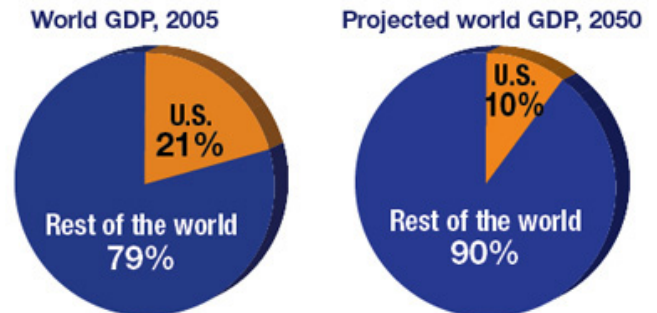 World GDP, 2005
U.S.
21%
Rest of the world
79%
Projected world GDP, 2050
U.S.
10%
Rest of the world
90%